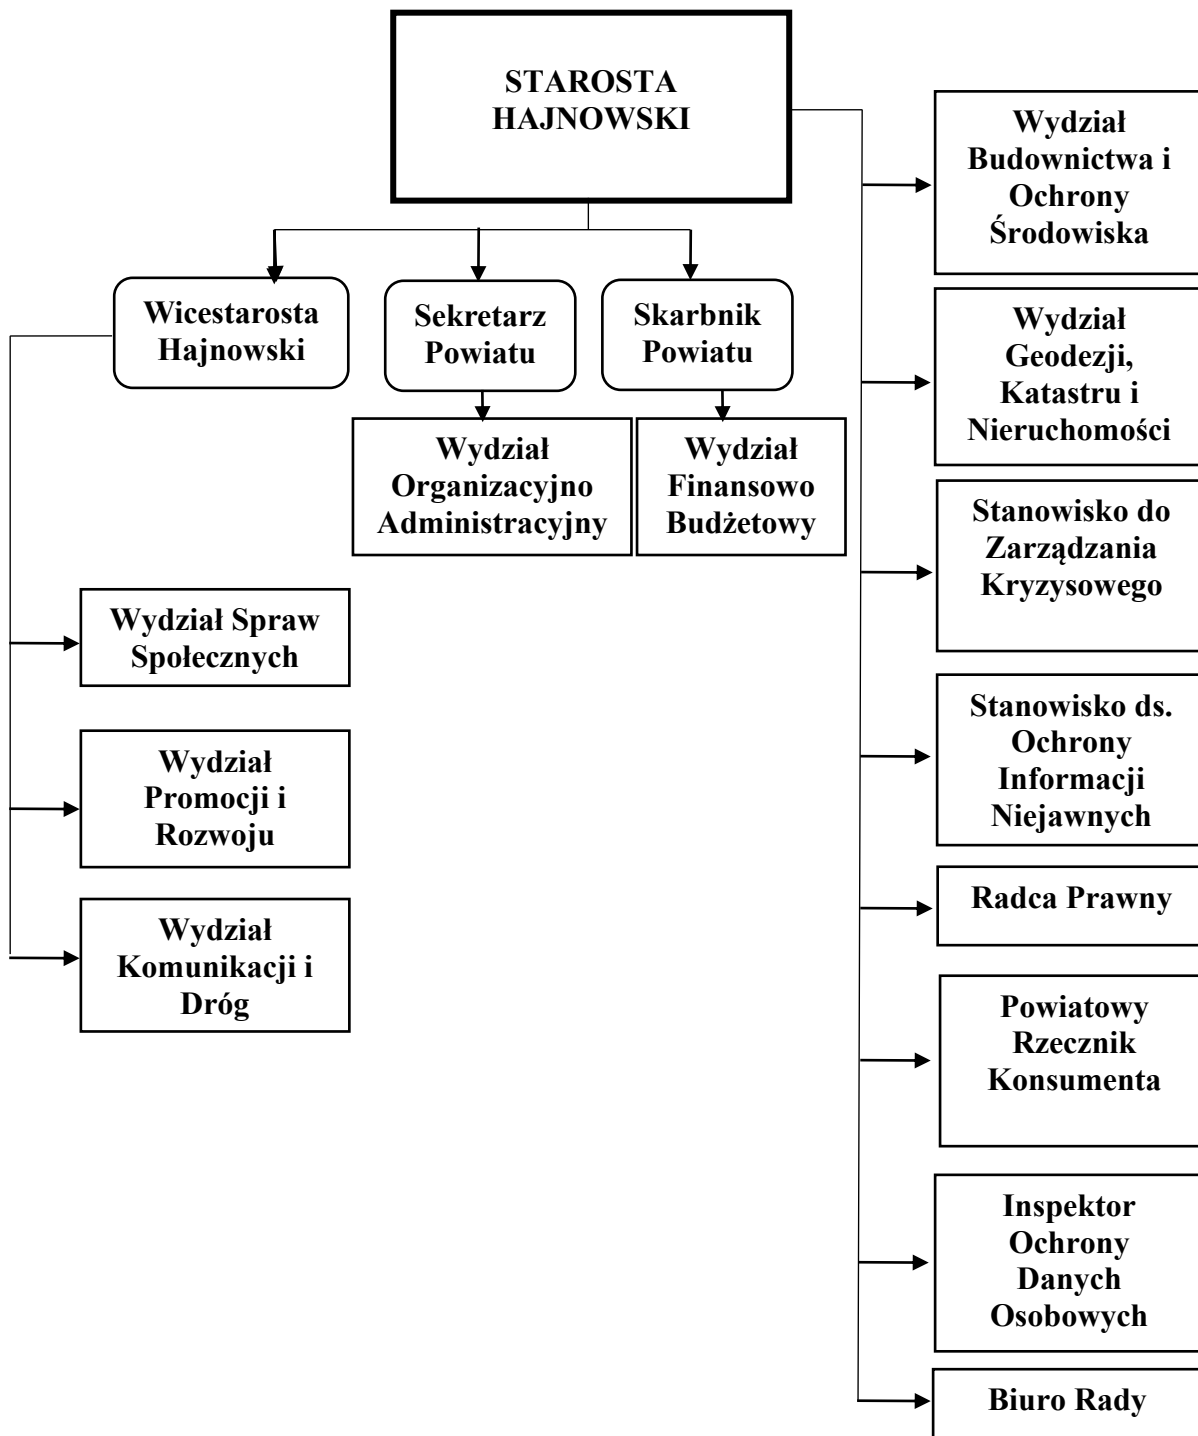 STAROSTA
HAJNOWSKI
Wicestarosta
Hajnowski
Sekretarz
Powiatu
Skarbnik
Powiatu
Wydział
Organizacyjno
Administracyjny
Wydział
Finansowo
Budżetowy
Wydział Spraw
Społecznych
Wydział
Promocji i
Rozwoju
Wydział
Komunikacji i
Dróg
Wydział
Budownictwa i
Ochrony
Środowiska
Wydział
Geodezji,
Katastru i
Nieruchomości
Stanowisko do
Zarządzania
Kryzysowego
Stanowisko ds.
Ochrony
Informacji
Niejawnych
Radca Prawny
Powiatowy
Rzecznik
Konsumenta
Inspektor
Ochrony
Danych
Osobowych
Biuro Rady